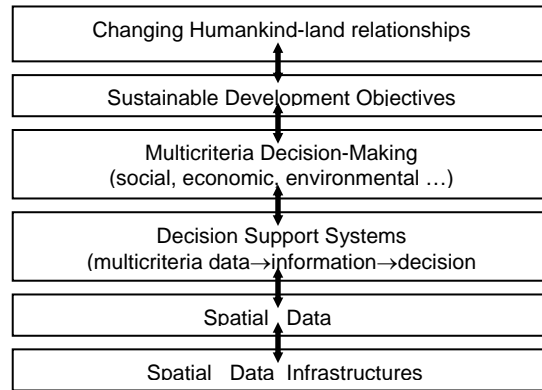 Changing Humankind-land relationships
Sustainable Development Objectives
Multicriteria Decision-Making
(social, economic, environmental …)
Decision Support Systems
(multicriteria data→information→decision
Spatial Data
Spatial Data Infrastructures